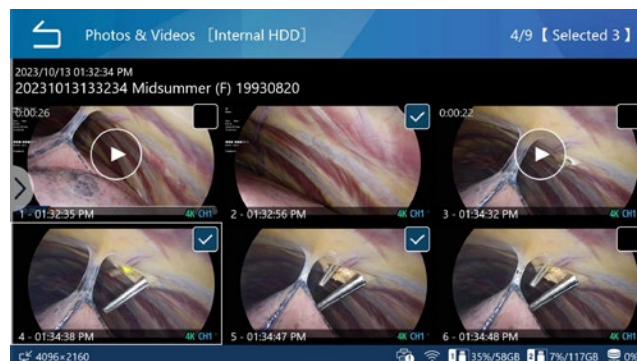 Photos & Videos [Internal HDD]
4/9 【 Selected 3 】
2023/10/13 01:32:34 PM
20231013133234 Midsummer (F) 19930820
0:00:26
0:00:22
1 - 01:32:35 PM 4K CH1
2 - 01:32:56 PM 4K CH1
3 - 01:34:32 PM 4K CH1
4 - 01:34:38 PM 4K CH1
5 - 01:34:47 PM 4K CH1
6 - 01:34:48 PM 4K CH1
4096×2160 1 35%/58GB 2 7%/117GB 0%